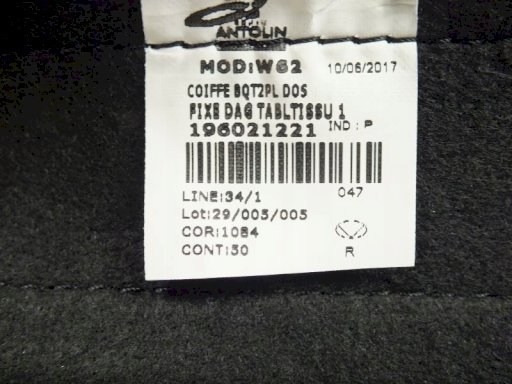 ANTOLIN
MOD:W62 10/06/2017
COIFFE BQT2PL DOS
FIXE DAG TABLTISSU 1
196021221 IND : P
LINE:34/1 047
Lot:29/005/005
COR:1084
CONT:50 R